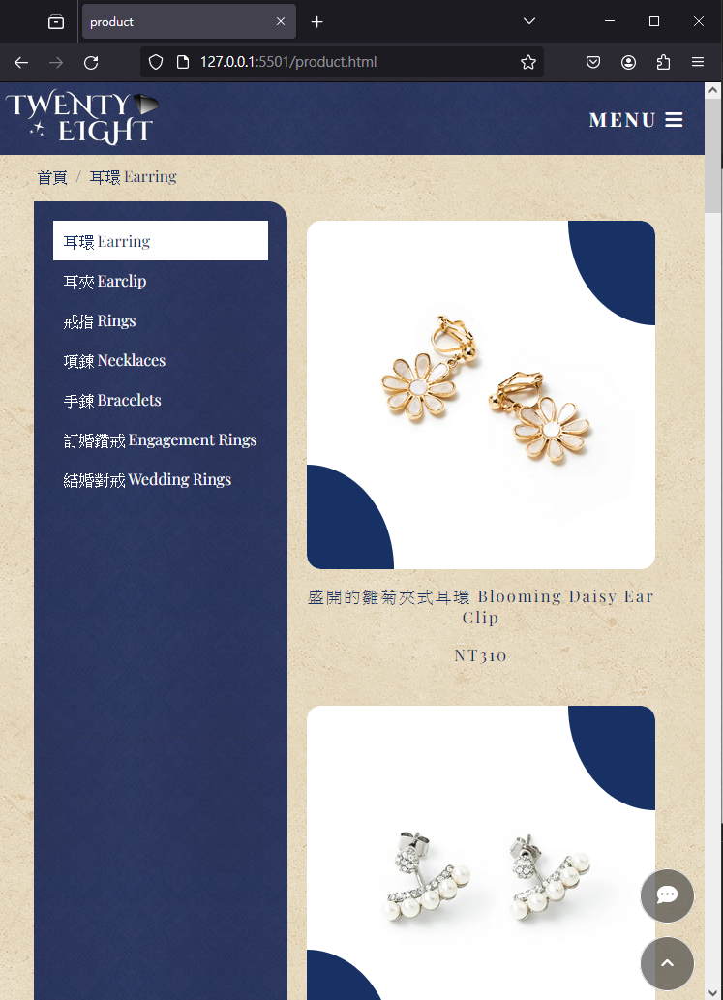 product
127.0.0.1:5501/product.html
TWENTY
EIGHT
MENU
首頁 / 耳環 Earring
耳環 Earring
耳夾 Earclip
戒指 Rings
項鍊 Necklaces
手鍊 Bracelets
訂婚鑽戒 Engagement Rings
結婚對戒 Wedding Rings
盛開的雛菊夾式耳環 Blooming Daisy Ear
Clip
NT310